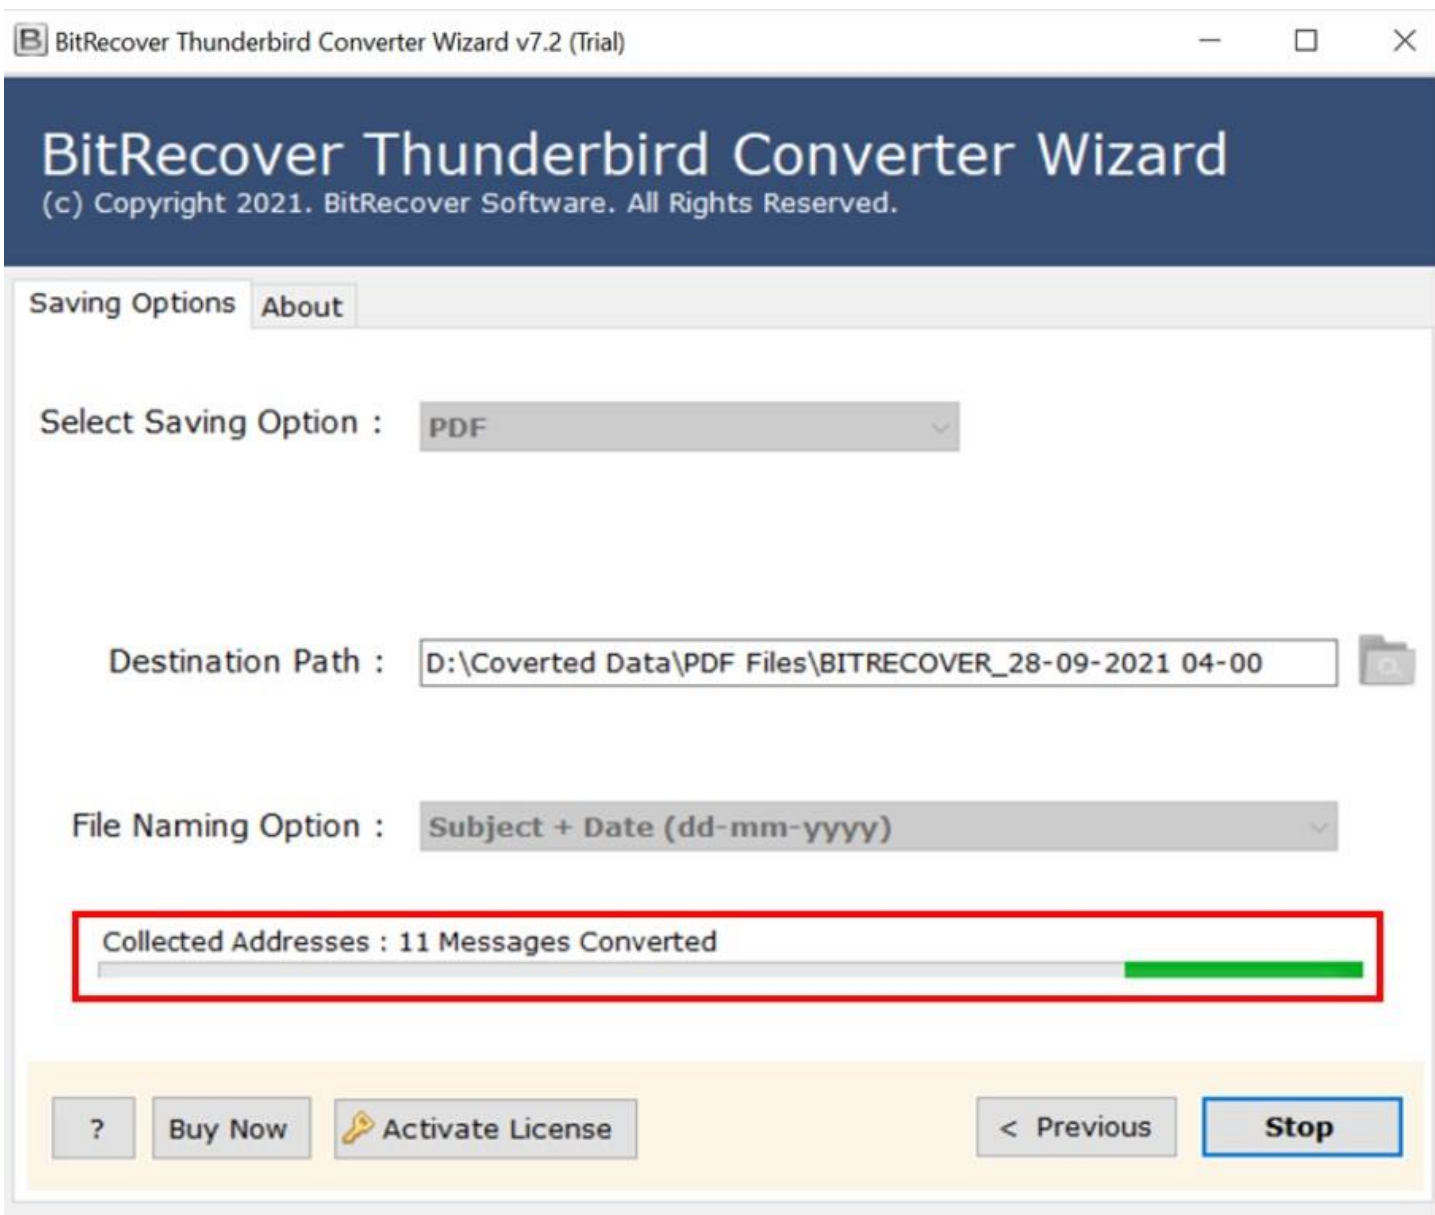 BitRecover Thunderbird Converter Wizard v7.2 (Trial)
BitRecover Thunderbird Converter Wizard
(c) Copyright 2021. BitRecover Software. All Rights Reserved.
Saving Options About
Select Saving Option : PDF
Destination Path : D:\Coverted Data\PDF Files\BITRECOVER_28-09-2021 04-00
File Naming Option : Subject + Date (dd-mm-yyyy)
Collected Addresses : 11 Messages Converted
? Buy Now Activate License < Previous Stop